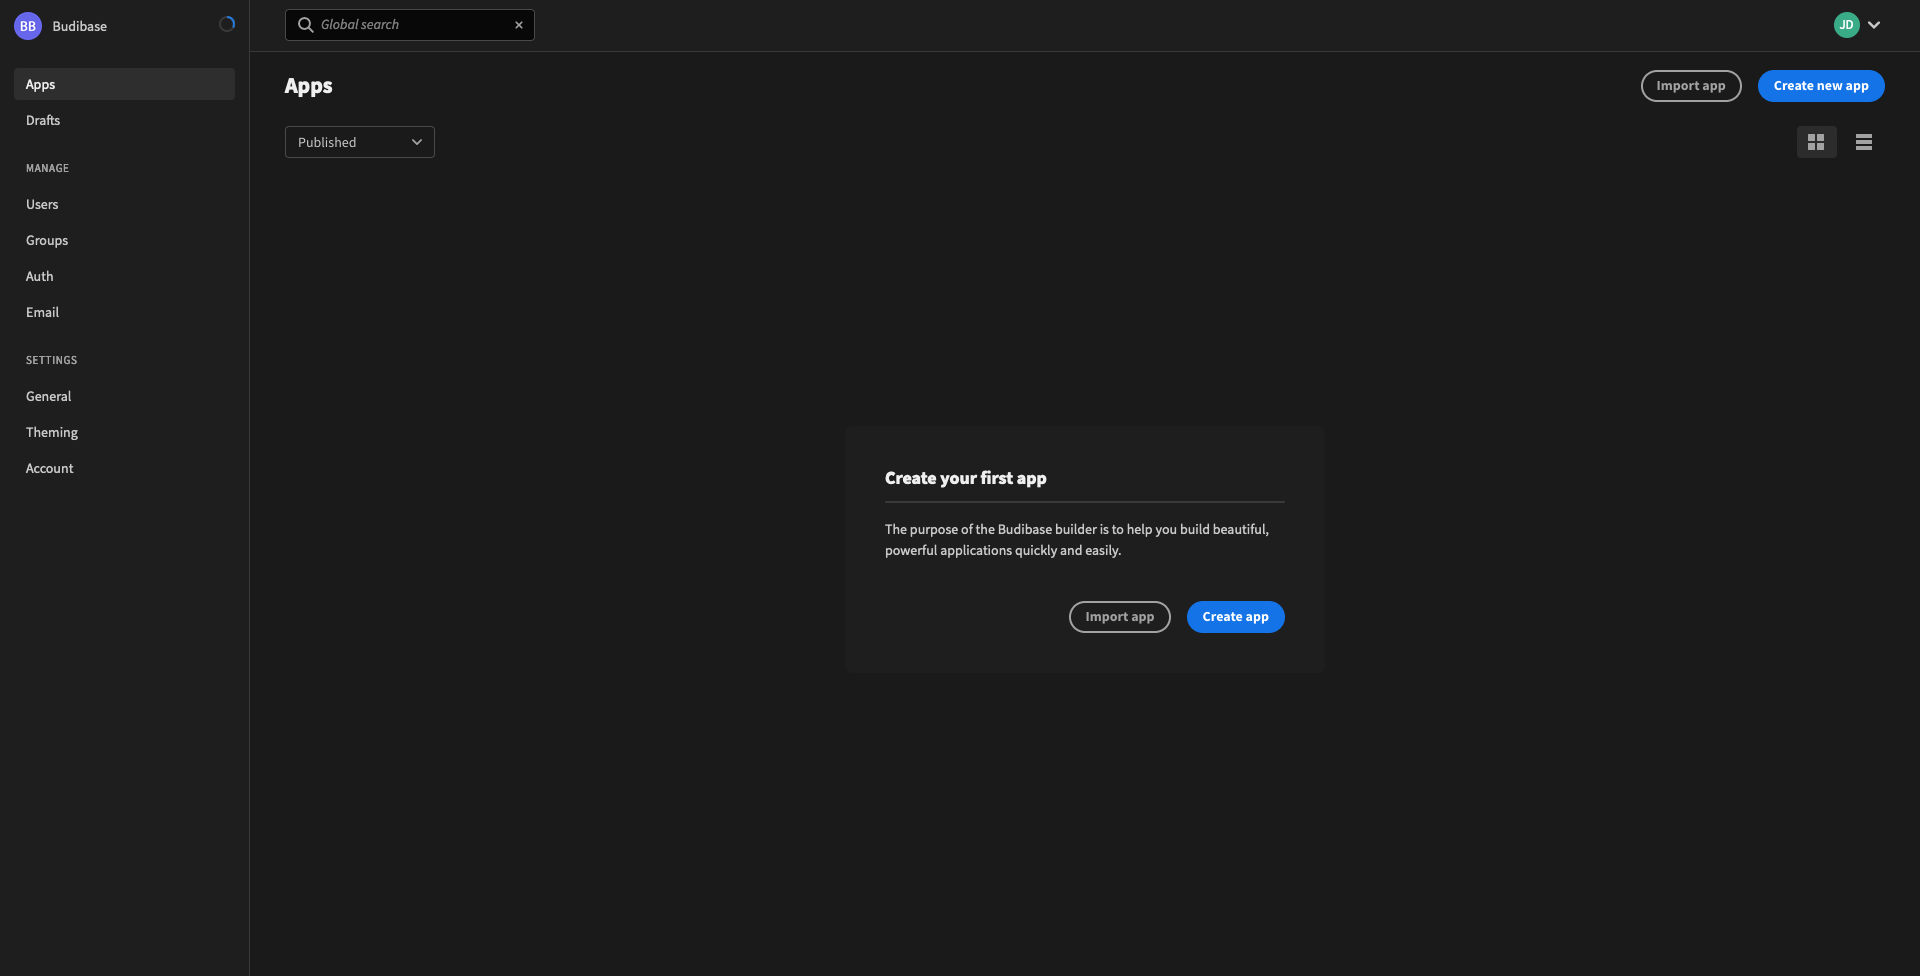 BB Budibase
Global search
JD
Apps
Drafts
MANAGE
Users
Groups
Auth
Email
SETTINGS
General
Theming
Account
Apps
Import app
Create new app
Published
Create your first app
The purpose of the Budibase builder is to help you build beautiful,
powerful applications quickly and easily.
Import app
Create app